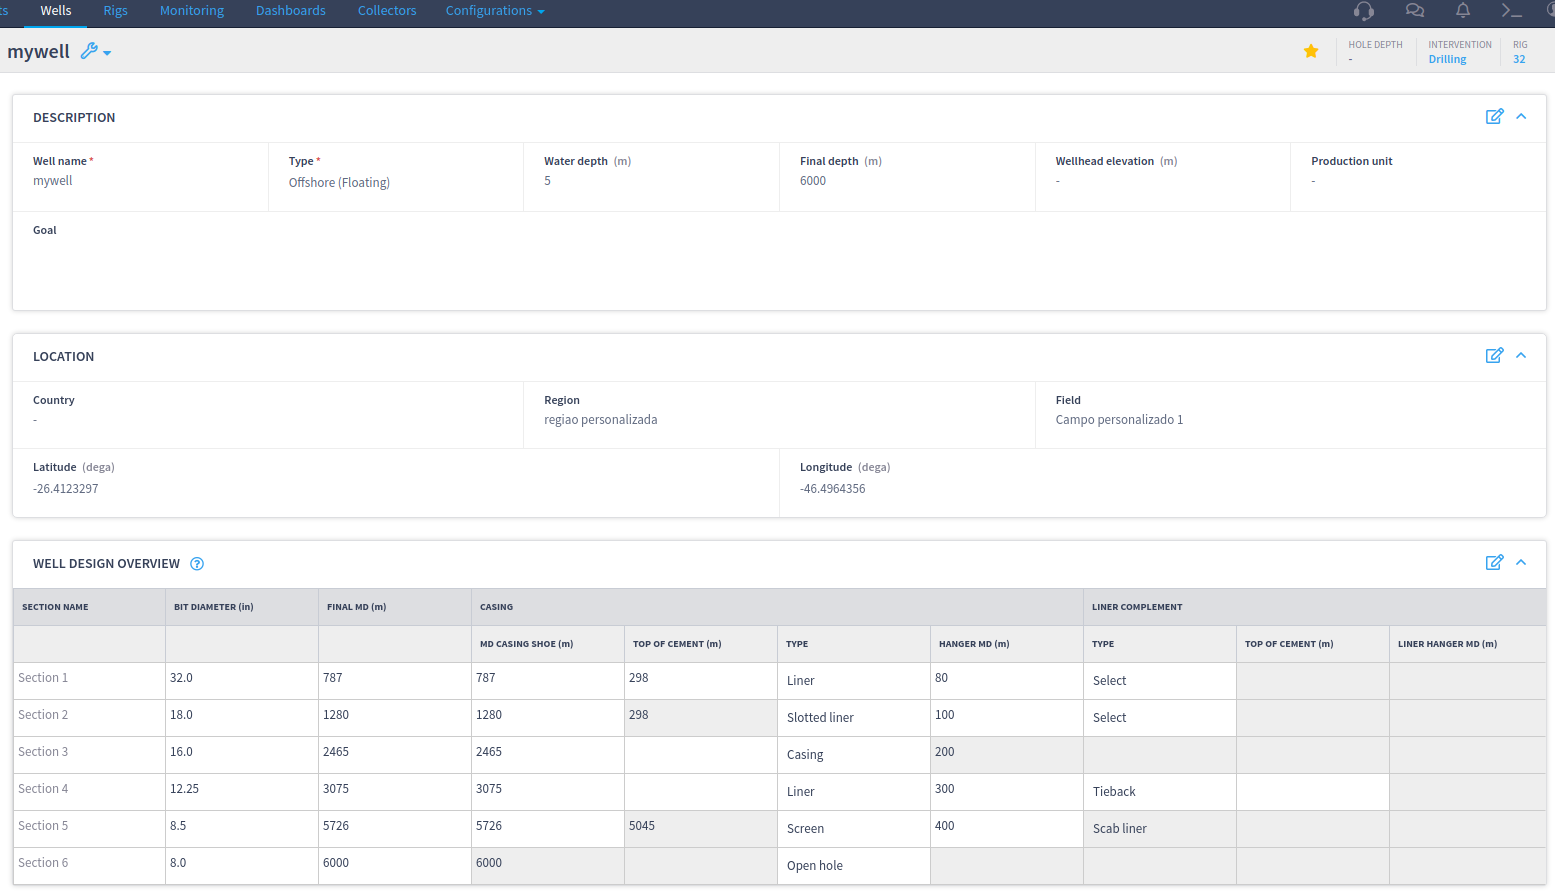 ts Wells Rigs Monitoring Dashboards Collectors Configurations
mywell HOLE DEPTH - INTERVENTION Drilling RIG 32
DESCRIPTION
Well name * Type * Water depth (m) Final depth (m) Wellhead elevation (m) Production unit
mywell Offshore (Floating) 5 6000 - -
Goal
LOCATION
Country Region Field
- regiao personalizada Campo personalizado 1
Latitude (dega) Longitude (dega)
-26.4123297 -46.4964356
WELL DESIGN OVERVIEW ?
SECTION NAME BIT DIAMETER (in) FINAL MD (m) CASING LINER COMPLEMENT
MD CASING SHOE (m) TOP OF CEMENT (m) TYPE HANGER MD (m) TYPE TOP OF CEMENT (m) LINER HANGER MD (m)
Section 1 32.0 787 787 298 Liner 80 Select
Section 2 18.0 1280 1280 298 Slotted liner 100 Select
Section 3 16.0 2465 2465 Casing 200
Section 4 12.25 3075 3075 Liner 300 Tieback
Section 5 8.5 5726 5726 5045 Screen 400 Scab liner
Section 6 8.0 6000 6000 Open hole